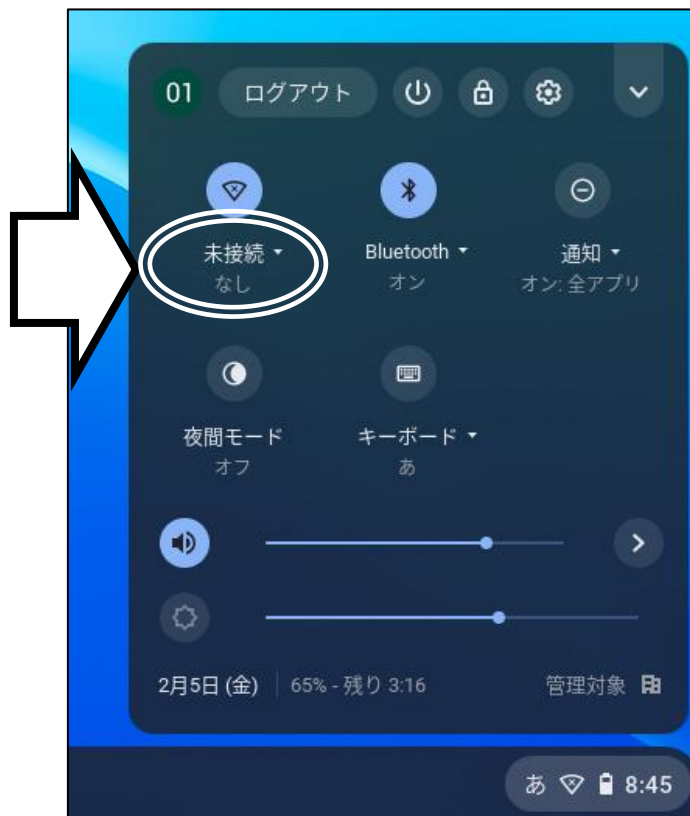 01 ログアウト
未接続 Bluetooth 通知
なし オン オン: 全アプリ
夜間モード キーボード
オフ あ
2月5日 (金) 65% - 残り 3:16 管理対象
あ 8:45